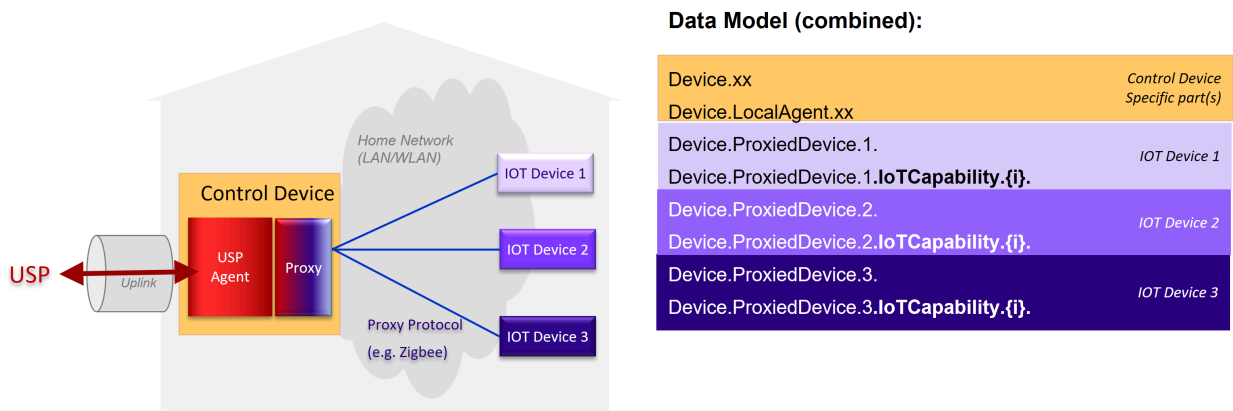 Home Network
(LAN/WLAN)
Control Device
USP
Agent
Proxy
USP
Uplink
IOT Device 1
IOT Device 2
IOT Device 3
Proxy Protocol
(e.g. Zigbee)
Data Model (combined):
Device.xx
Device.LocalAgent.xx
Control Device
Specific part(s)
Device.ProxiedDevice.1.
Device.ProxiedDevice.1.IoTCapability.{i}.
IOT Device 1
Device.ProxiedDevice.2.
Device.ProxiedDevice.2.IoTCapability.{i}.
IOT Device 2
Device.ProxiedDevice.3.
Device.ProxiedDevice.3.IoTCapability.{i}.
IOT Device 3